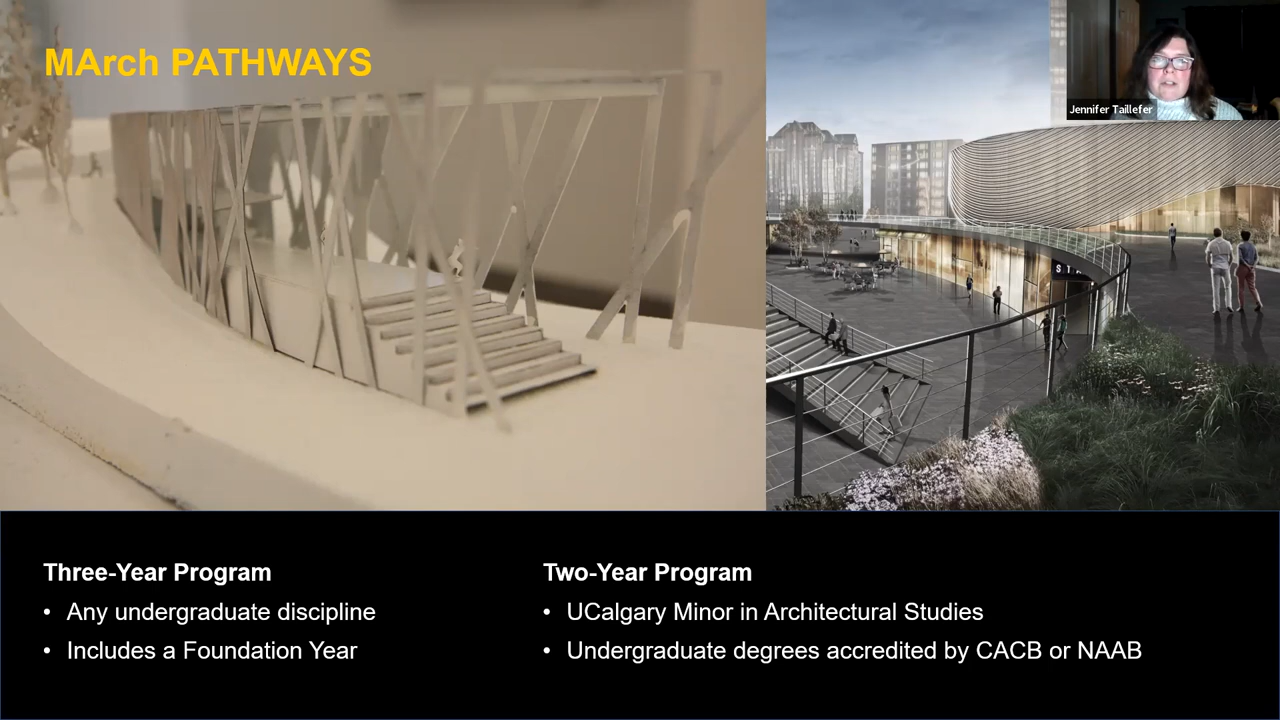 MArch PATHWAYS
Jennifer Taillefer
Three-Year Program
• Any undergraduate discipline
• Includes a Foundation Year
Two-Year Program
• UCalgary Minor in Architectural Studies
• Undergraduate degrees accredited by CACB or NAAB